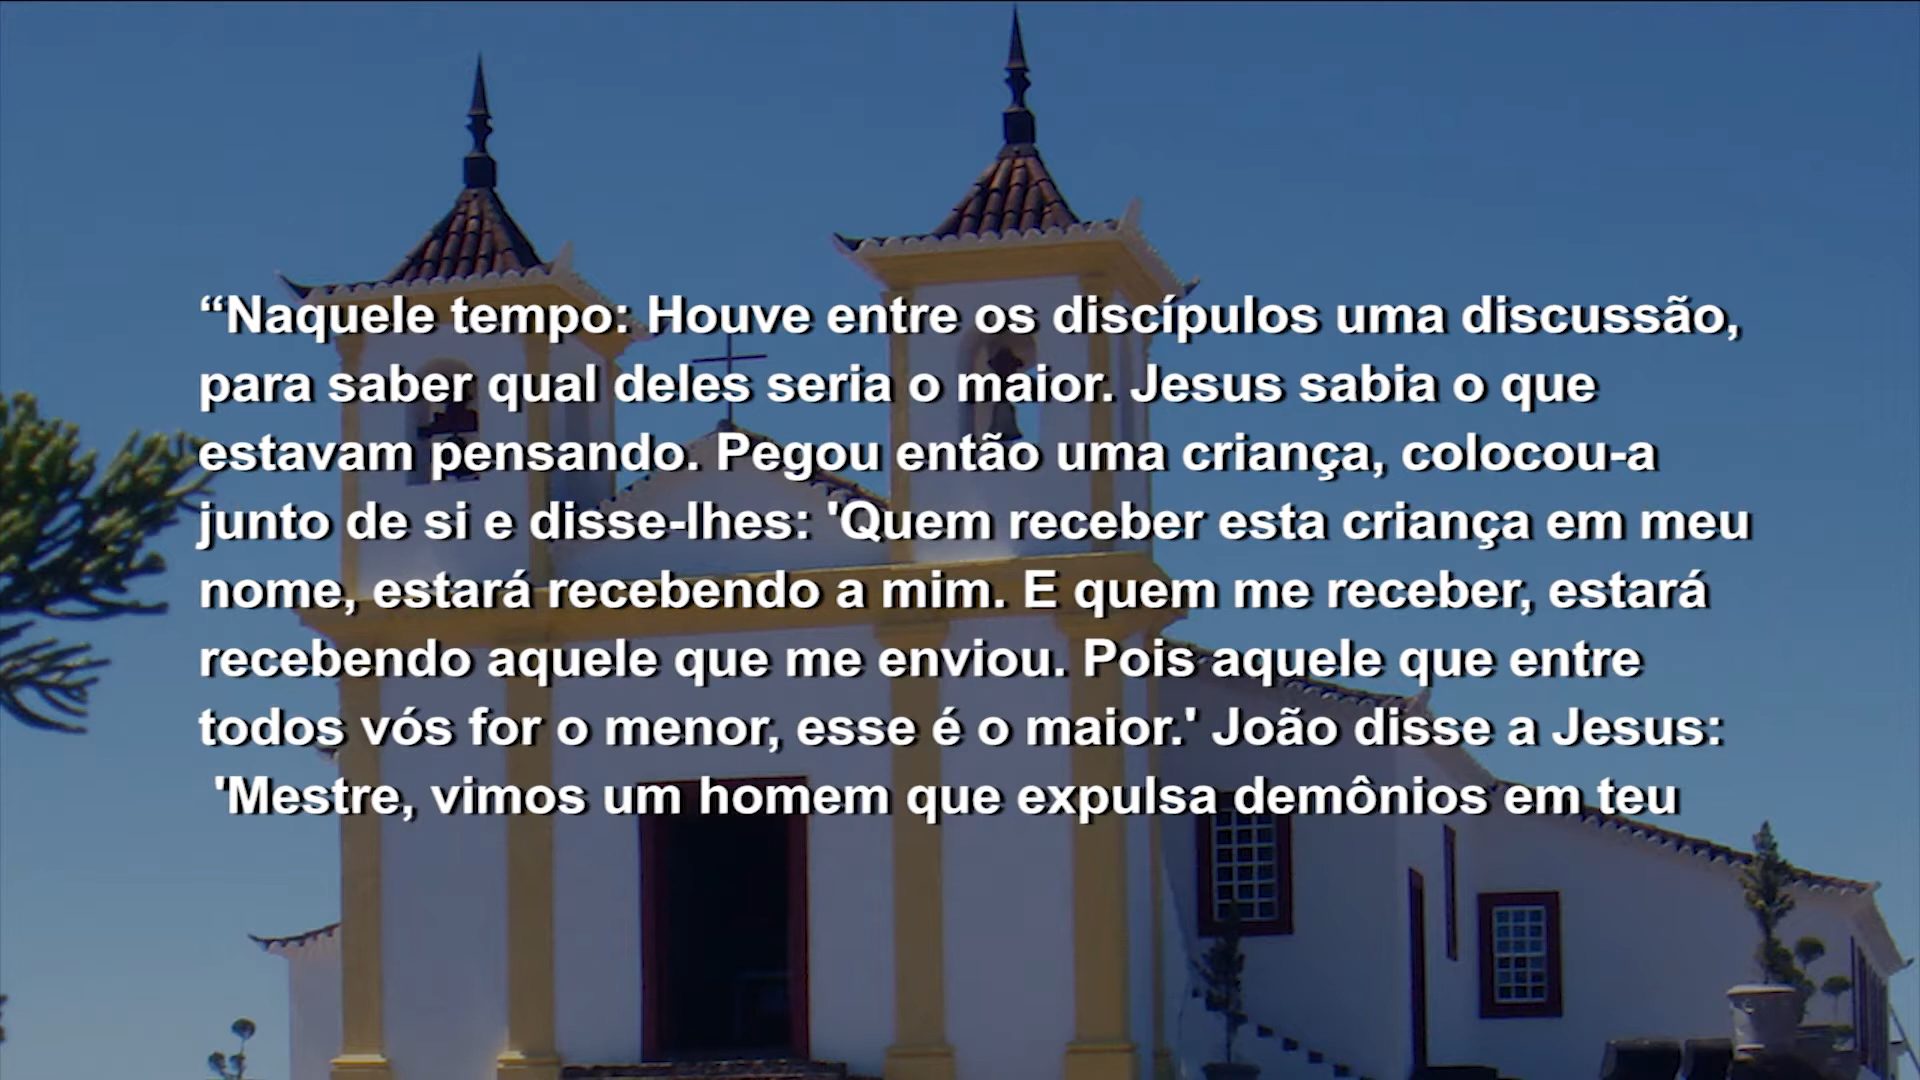 “Naquele tempo: Houve entre os discípulos uma discussão,
para saber qual deles seria o maior. Jesus sabia o que
estavam pensando. Pegou então uma criança, colocou-a
junto de si e disse-lhes: 'Quem receber esta criança em meu
nome, estará recebendo a mim. E quem me receber, estará
recebendo aquele que me enviou. Pois aquele que entre
todos vós for o menor, esse é o maior.' João disse a Jesus:
'Mestre, vimos um homem que expulsa demônios em teu